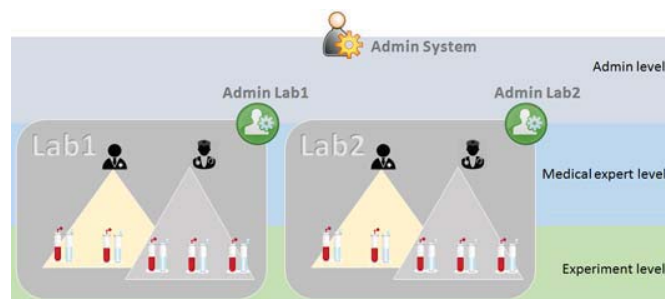 Admin System
Admin level
Admin Lab1
Admin Lab2
Lab1
Lab2
Medical expert level
Experiment level